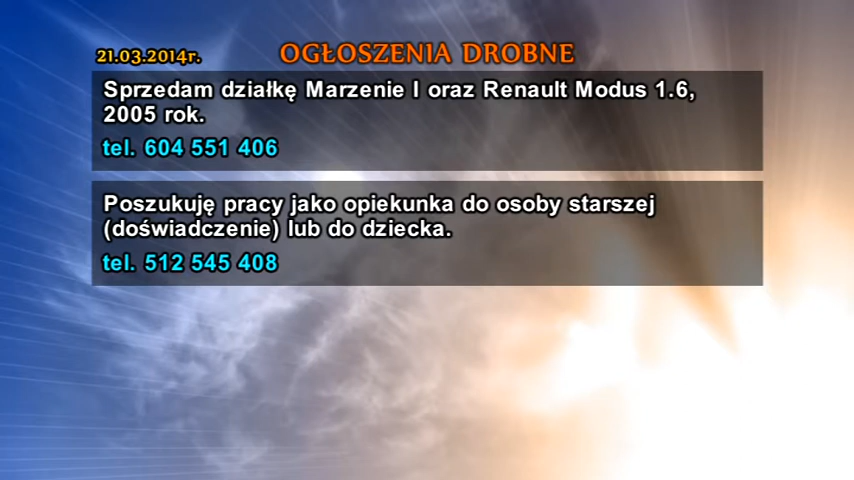 21.03.2014r.
OGŁOSZENIA DROBNE
Sprzedam działkę Marzenie I oraz Renault Modus 1.6,
2005 rok.
tel. 604 551 406
Poszukuję pracy jako opiekunka do osoby starszej
(doświadczenie) lub do dziecka.
tel. 512 545 408